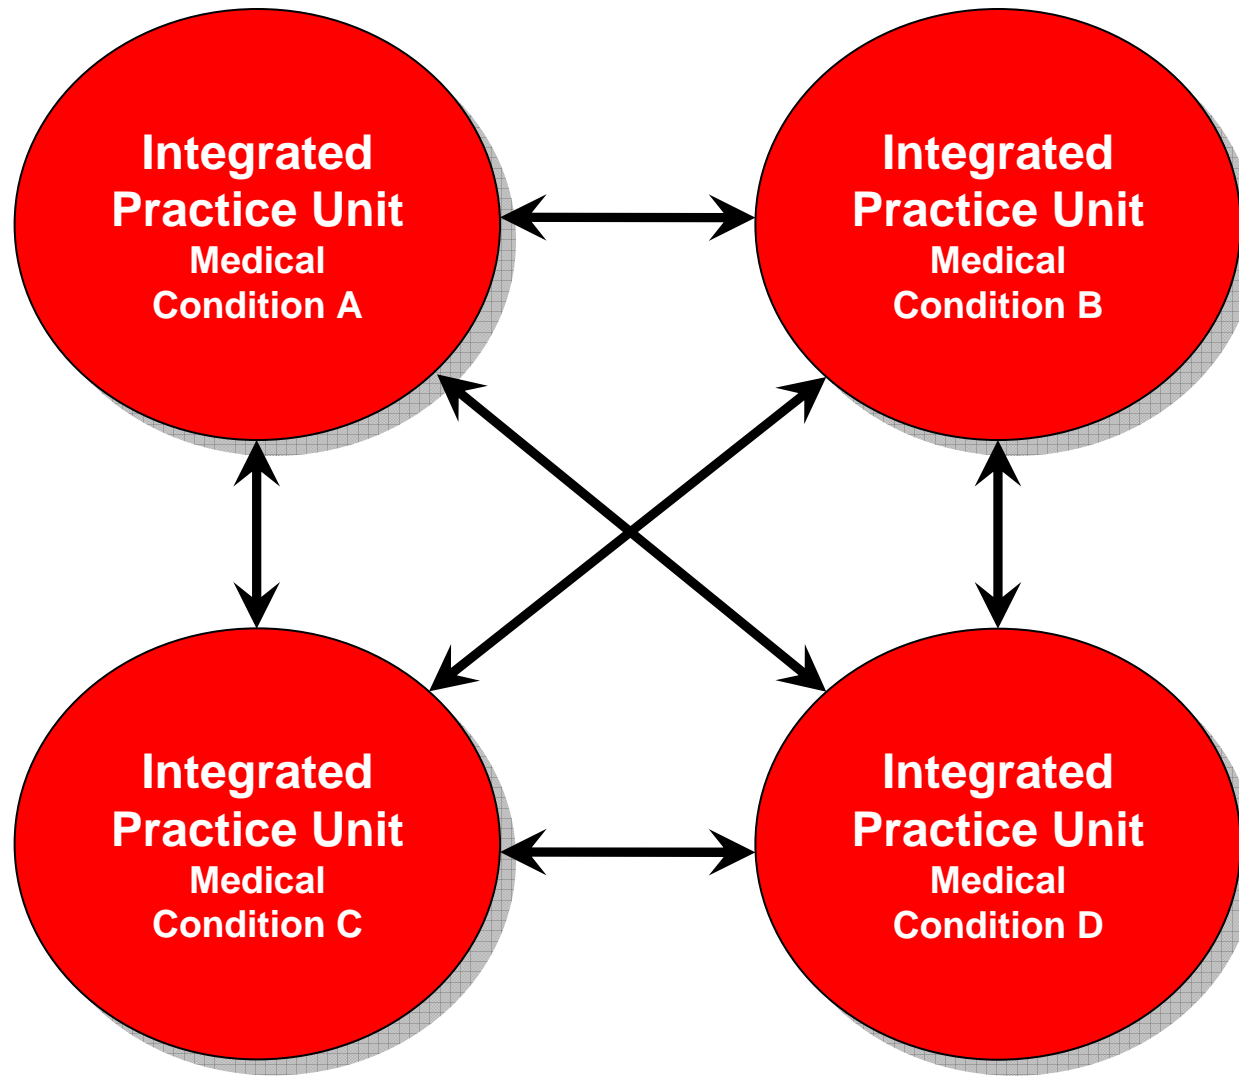 Integrated
Practice Unit
Medical
Condition A
Integrated
Practice Unit
Medical
Condition B
Integrated
Practice Unit
Medical
Condition C
Integrated
Practice Unit
Medical
Condition D